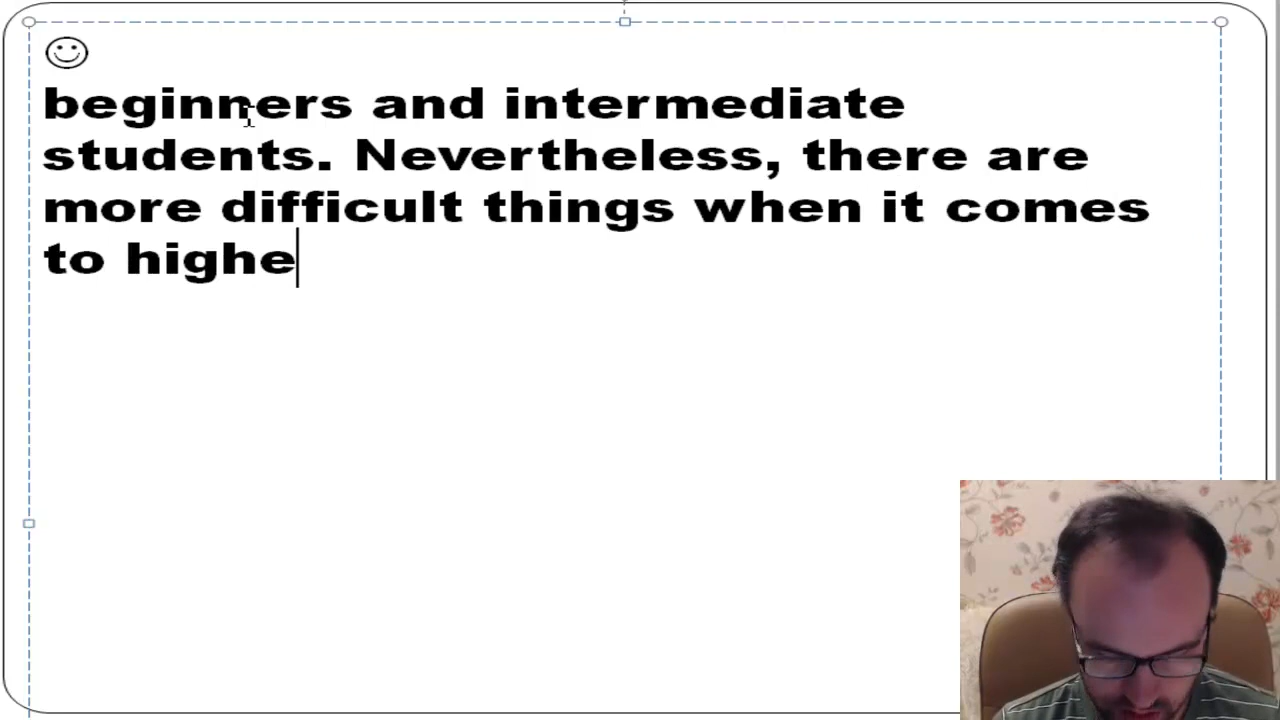 beginners and intermediate
students. Nevertheless, there are
more difficult things when it comes
to highe